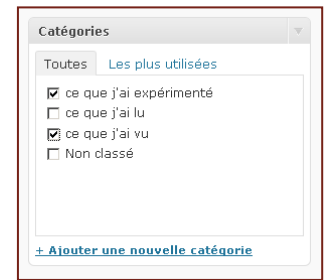 Catégories
Toutes Les plus utilisées
ce que j'ai expérimenté
ce que j'ai lu
ce que j'ai vu
Non classé
+ Ajouter une nouvelle catégorie